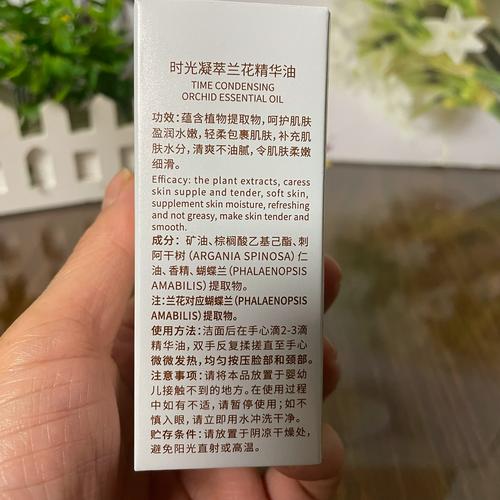 时光凝萃兰花精华油
TIME CONDENSING
ORCHID ESSENTIAL OIL
功效：蕴含植物提取物，呵护肌肤
盈润水嫩，轻柔包裹肌肤，补充肌
肤水分，清爽不油腻，令肌肤柔嫩
细滑。
Efficacy: the plant extracts, caress
skin supple and tender, soft skin,
supplement skin moisture, refreshing
and not greasy, make skin tender and
smooth.
成分：矿油、棕榈酸乙基己酯、刺
阿干树（ARGANIA SPINOSA）仁
油、香精、蝴蝶兰（PHALAENOPSIS
AMABILIS）提取物。
注：兰花对应蝴蝶兰（PHALAENOPSIS
AMABILIS）提取物。
使用方法：洁面后在手心滴2-3滴
精华油，双手反复揉搓直至手心
微微发热，均匀按压脸部和颈部。
注意事项：请将本品放置于婴幼
儿接触不到的地方。在使用过程
中如有不适，请暂停使用；如不
慎入眼，请立即用水冲洗干净。
贮存条件：请放置于阴凉干燥处，
避免阳光直射或高温。